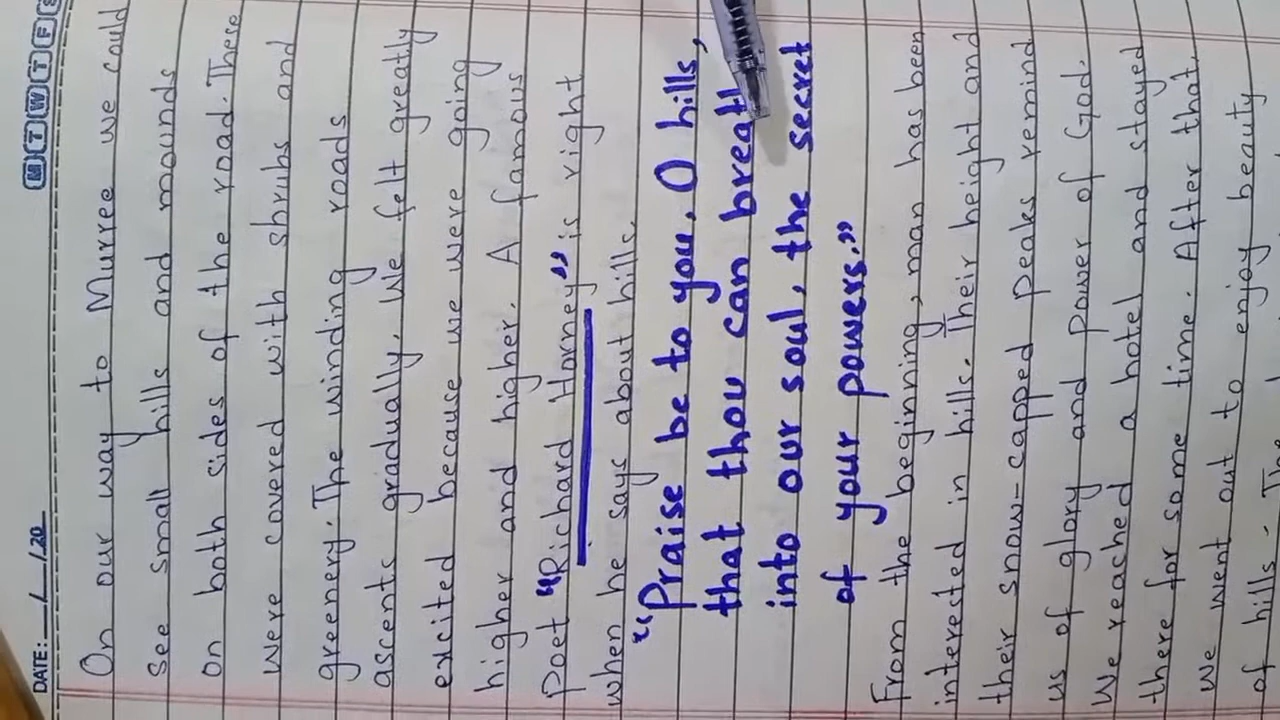 DATE: __/__/20
M T W T F S
On our way to Murree we could
See small hills and mounds
on both sides of the road. These
were covered with shrubs and
greenery. The winding roads
ascents gradually. We felt greatly
excited because we were going
higher and higher. A famous
Poet "Richard Horney" is right
when he says about hills.
"Praise be to you, O hills,
that thou can breath
into our soul, the secret
of your powers."
From the beginning, man has been
interested in hills. Their height and
their snow-capped peaks remind
us of glory and power of God.
We reached a hotel and stayed
there for some time. After that
we went out to enjoy beauty
of hills. The